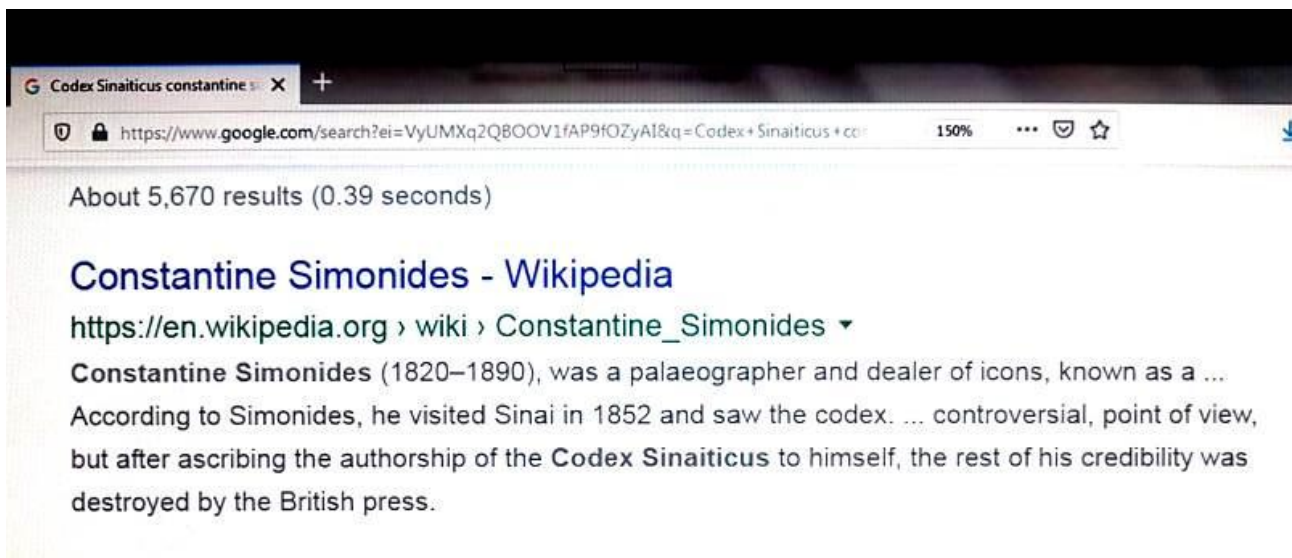 G Codex Sinaiticus constantine s
https://www.google.com/search?ei=VyUMXq2QBOOV1fAP9fOZyAI&q=Codex+Sinaiticus+co
150%
About 5,670 results (0.39 seconds)
Constantine Simonides - Wikipedia
https://en.wikipedia.org › wiki › Constantine_Simonides
Constantine Simonides (1820–1890), was a palaeographer and dealer of icons, known as a ...
According to Simonides, he visited Sinai in 1852 and saw the codex. ... controversial, point of view,
but after ascribing the authorship of the Codex Sinaiticus to himself, the rest of his credibility was
destroyed by the British press.